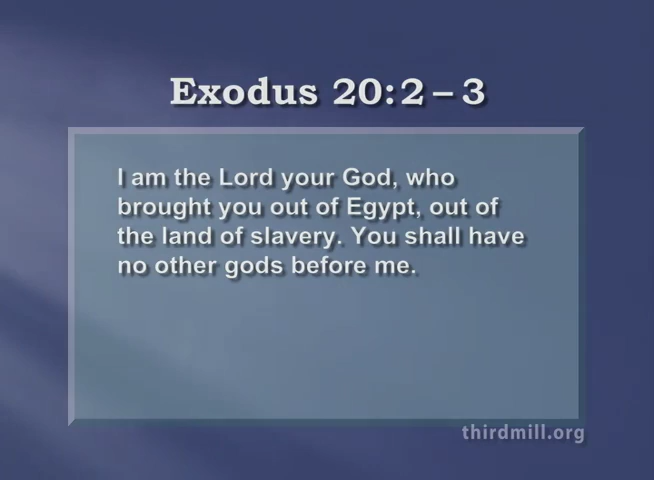 Exodus 20:2 – 3
I am the Lord your God, who
brought you out of Egypt, out of
the land of slavery. You shall have
no other gods before me.
thirdmill.org